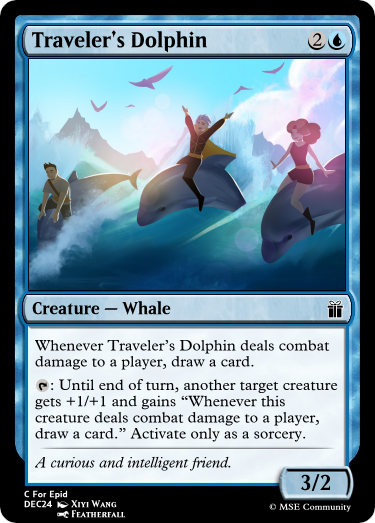 Traveler's Dolphin 2
Creature — Whale
Whenever Traveler's Dolphin deals combat
damage to a player, draw a card.
: Until end of turn, another target creature
gets +1/+1 and gains “Whenever this
creature deals combat damage to a player,
draw a card.” Activate only as a sorcery.
A curious and intelligent friend.
3/2
C For Epid
DEC24 Xiyi Wang
Featherfall
© MSE Community